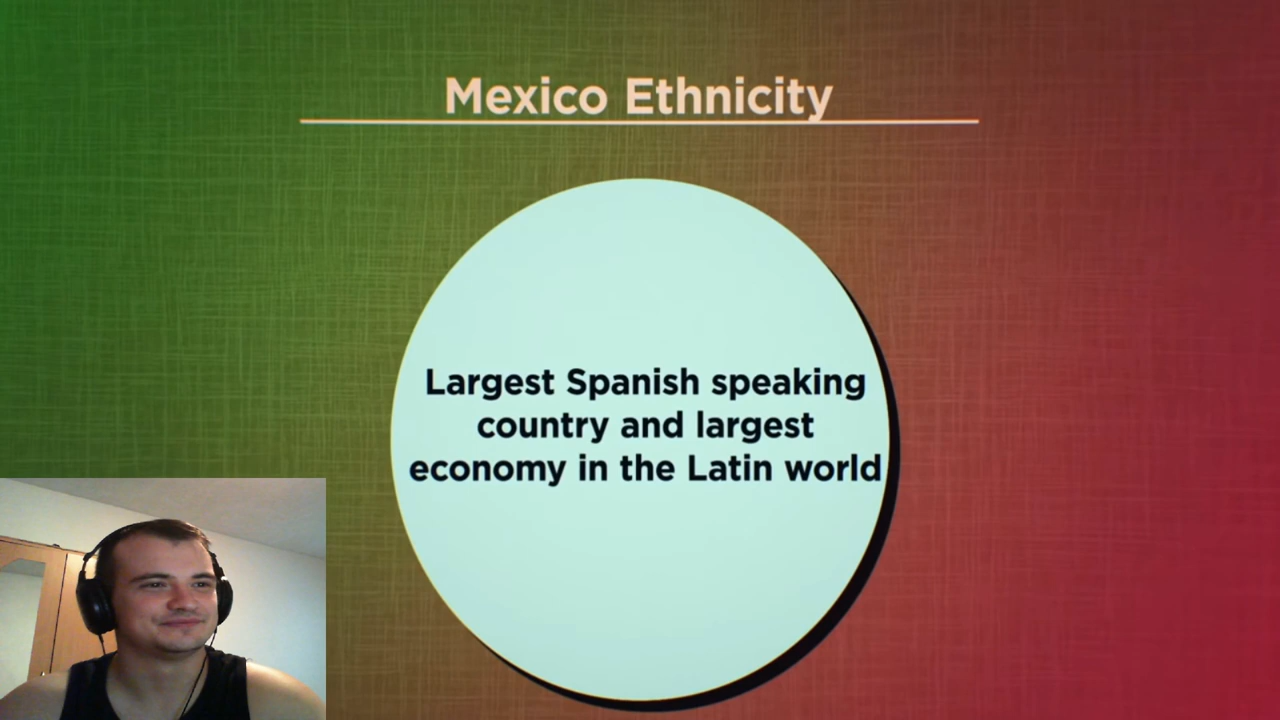 Mexico Ethnicity
Largest Spanish speaking
country and largest
economy in the Latin world